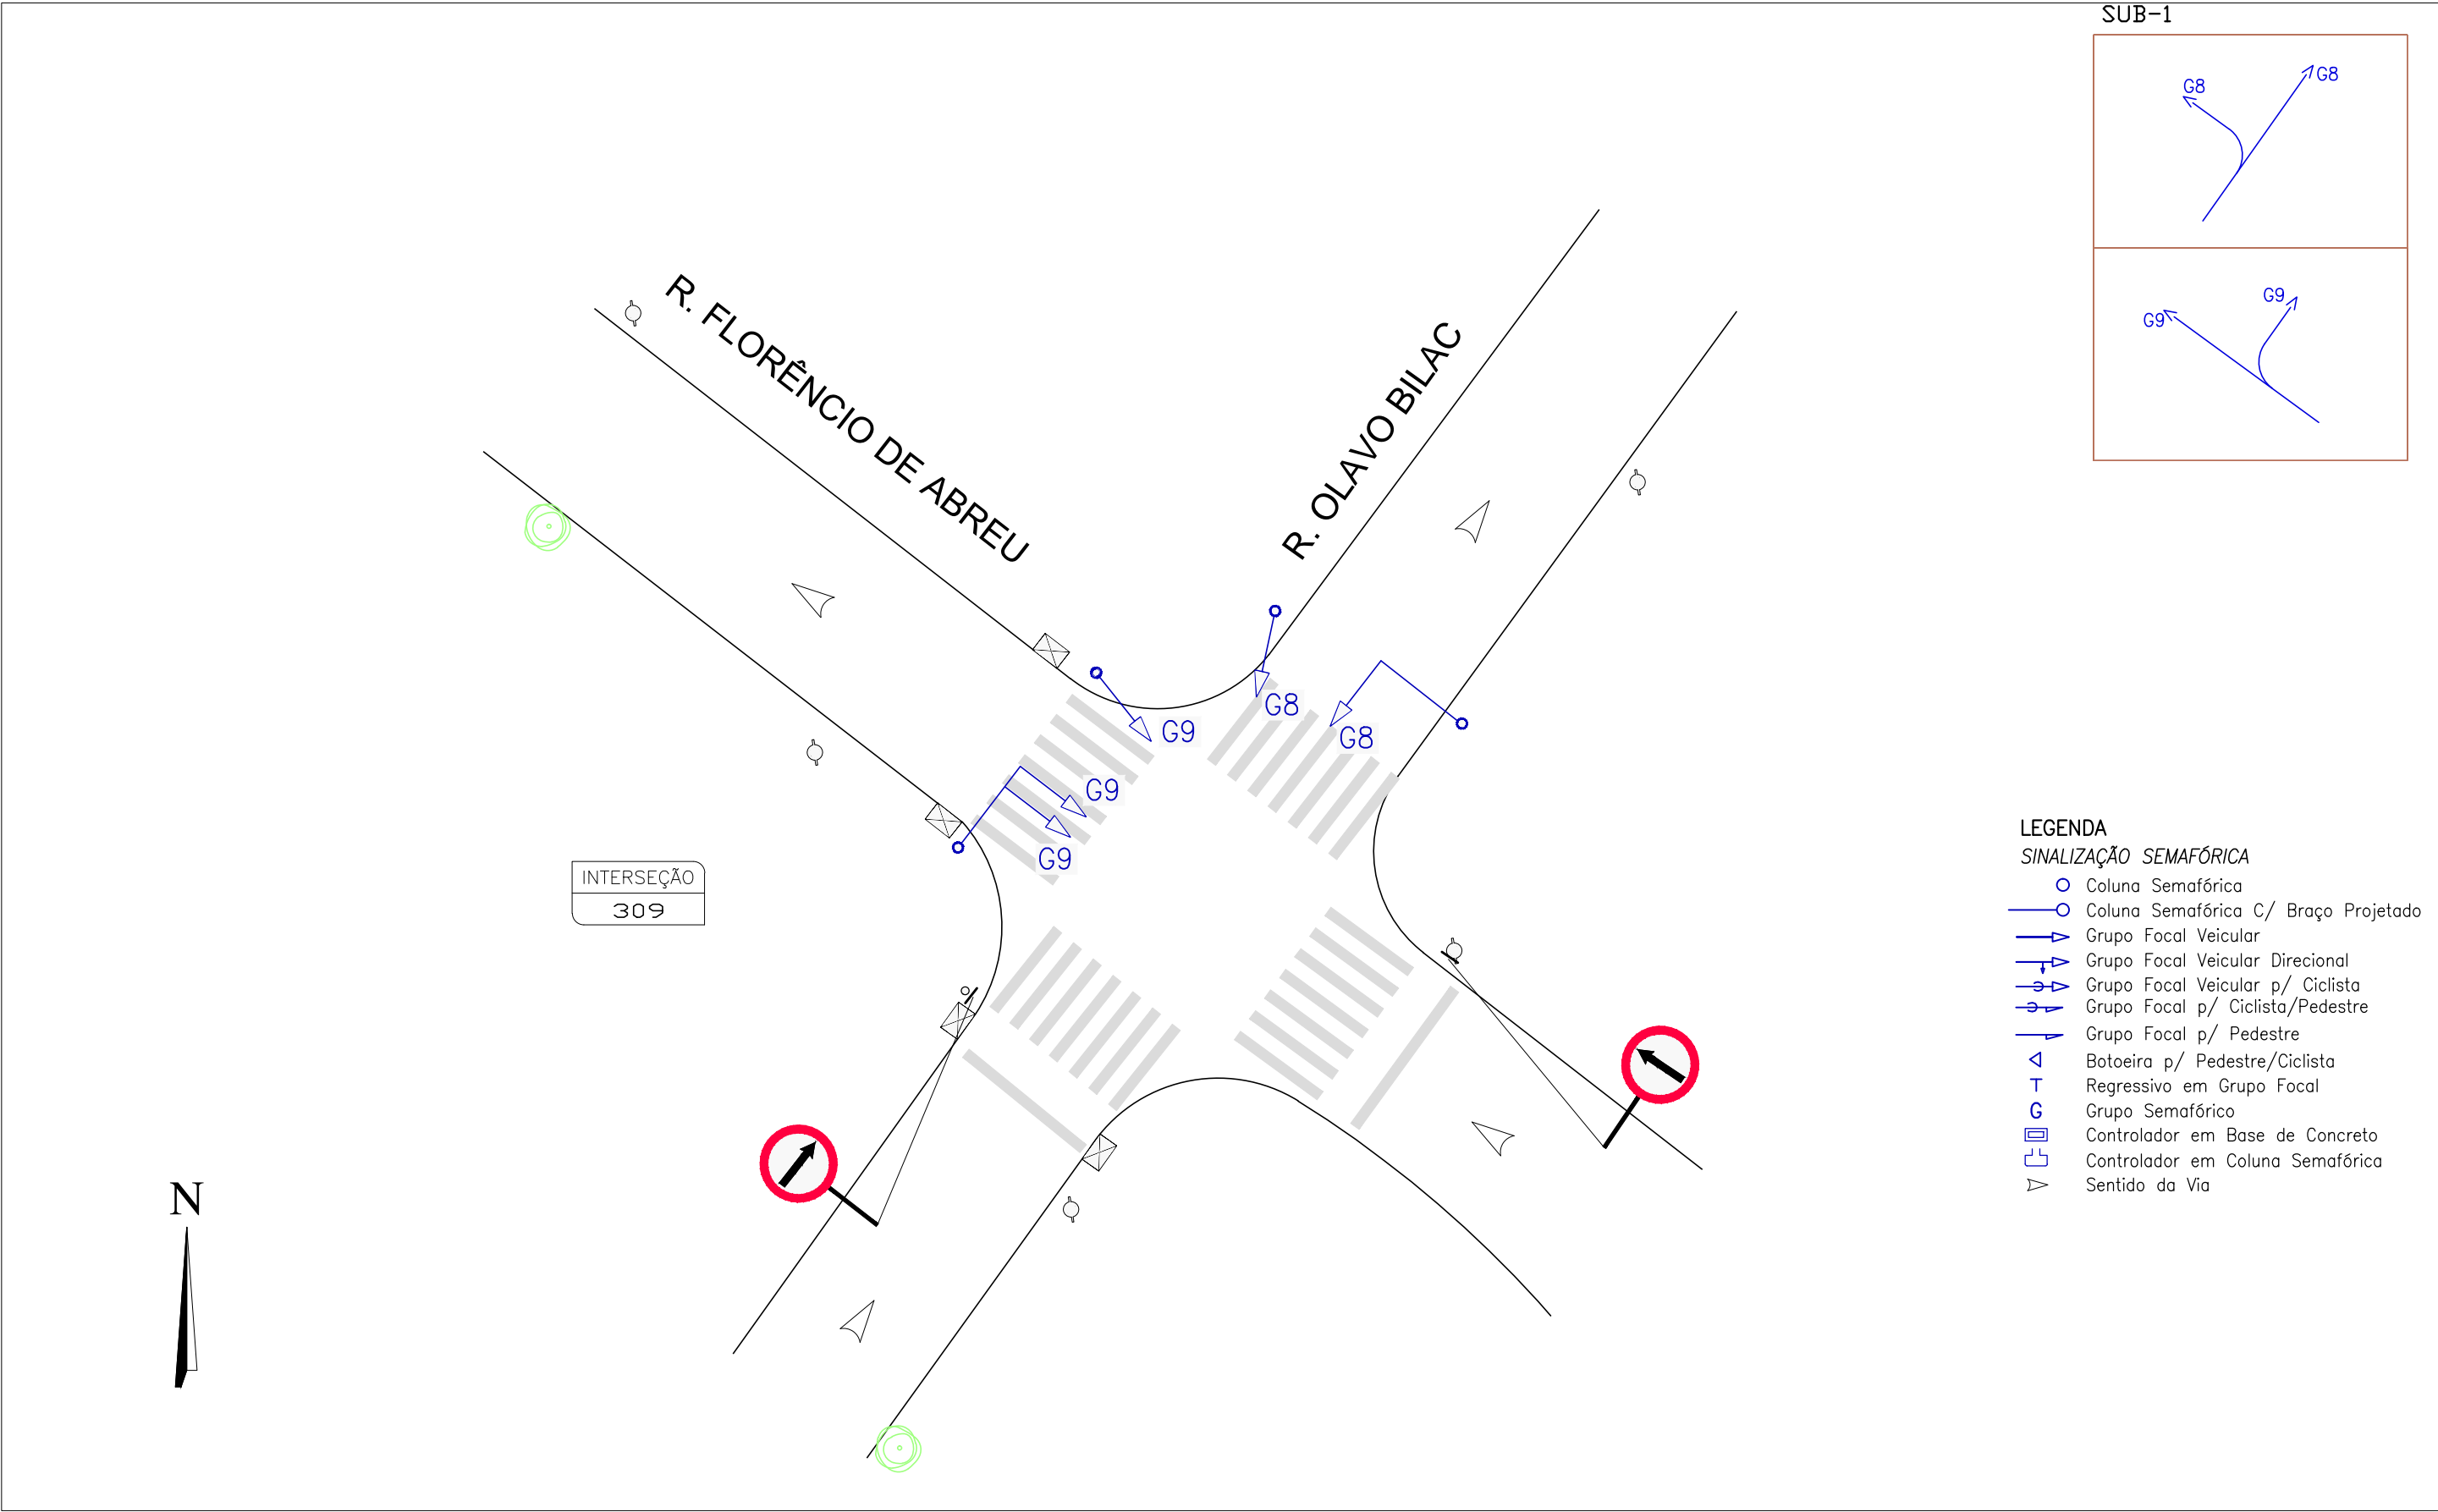 SUB-1
G8
G8
G9
G9
R. FLORÊNCIO DE ABREU
R. OLAVO BILAC
G9
G8
G8
G9
G9
INTERSEÇÃO
309
N
LEGENDA
SINALIZAÇÃO SEMAFÓRICA
Coluna Semafórica
Coluna Semafórica C/ Braço Projetado
Grupo Focal Veicular
Grupo Focal Veicular Direcional
Grupo Focal Veicular p/ Ciclista
Grupo Focal p/ Ciclista/Pedestre
Grupo Focal p/ Pedestre
Botoeira p/ Pedestre/Ciclista
T Regressivo em Grupo Focal
G Grupo Semafórico
Controlador em Base de Concreto
Controlador em Coluna Semafórica
Sentido da Via